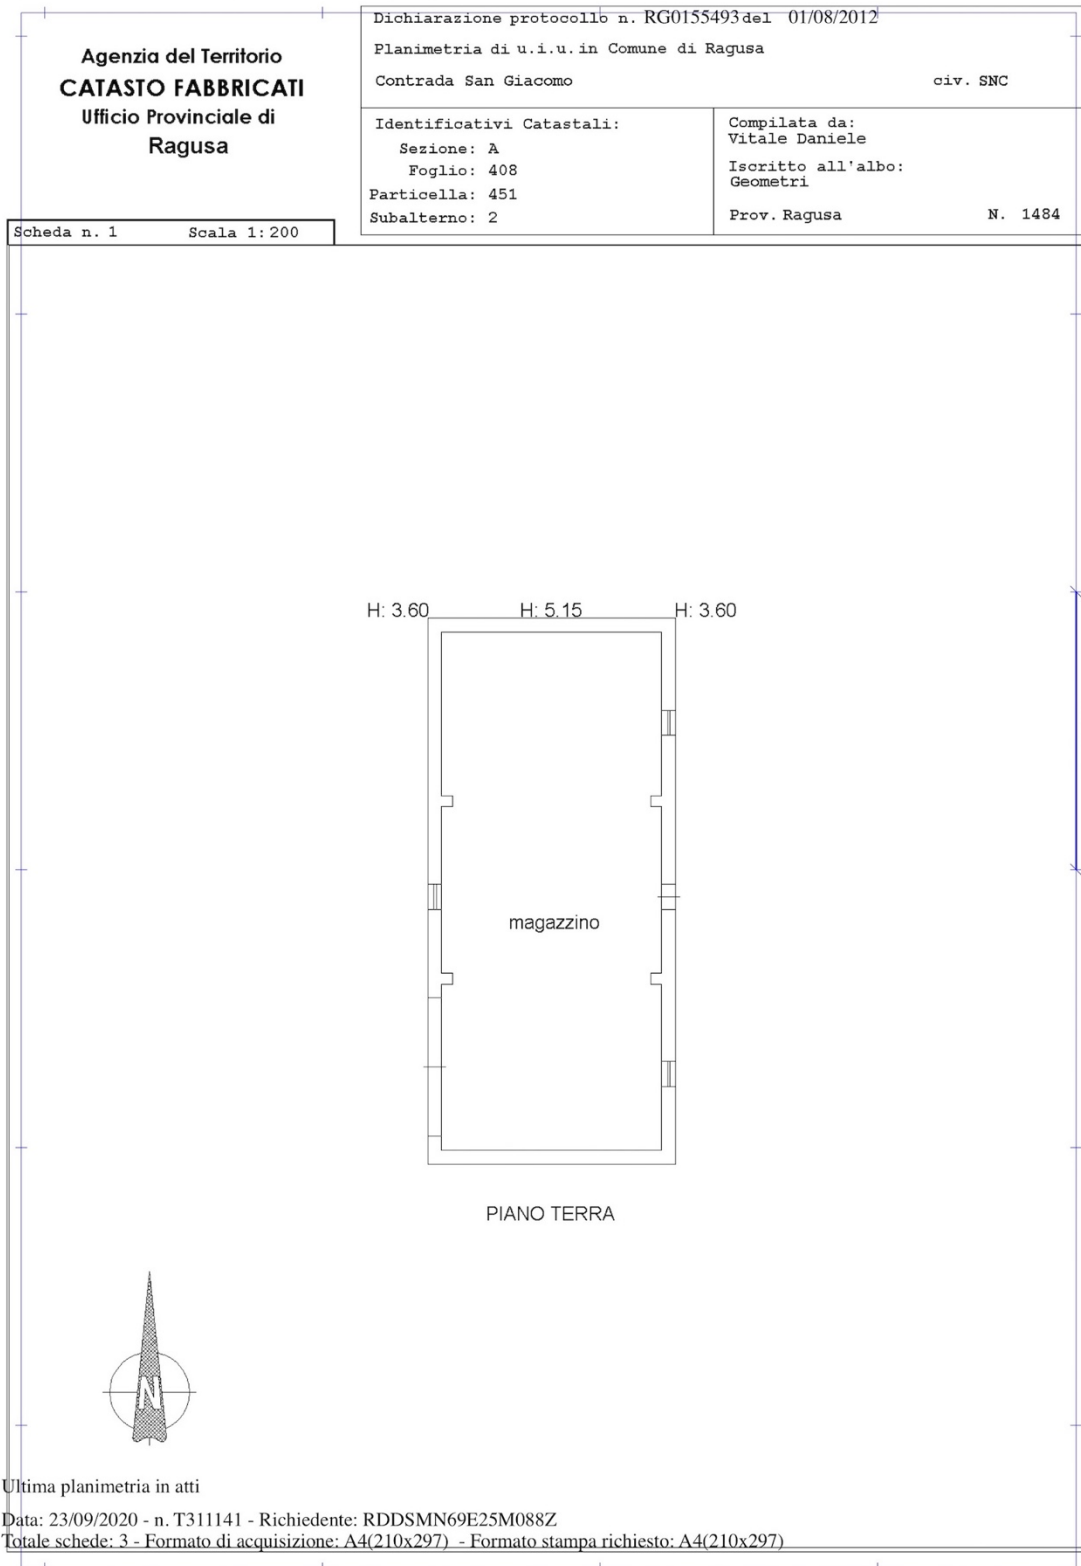 Agenzia del Territorio
CATASTO FABBRICATI
Ufficio Provinciale di
Ragusa
Dichiarazione protocollo n. RG0155493 del 01/08/2012
Planimetria di u.i.u. in Comune di Ragusa
Contrada San Giacomo civ. SNC
Identificativi Catastali:
Sezione: A
Foglio: 408
Particella: 451
Subalterno: 2
Compilata da:
Vitale Daniele
Iscritto all'albo:
Geometri
Prov. Ragusa N. 1484
Scheda n. 1 Scala 1:200
H: 3.60 H: 5.15 H: 3.60
magazzino
PIANO TERRA
N
Ultima planimetria in atti
Data: 23/09/2020 - n. T311141 - Richiedente: RDDSMN69E25M088Z
Totale schede: 3 - Formato di acquisizione: A4(210x297) - Formato stampa richiesto: A4(210x297)